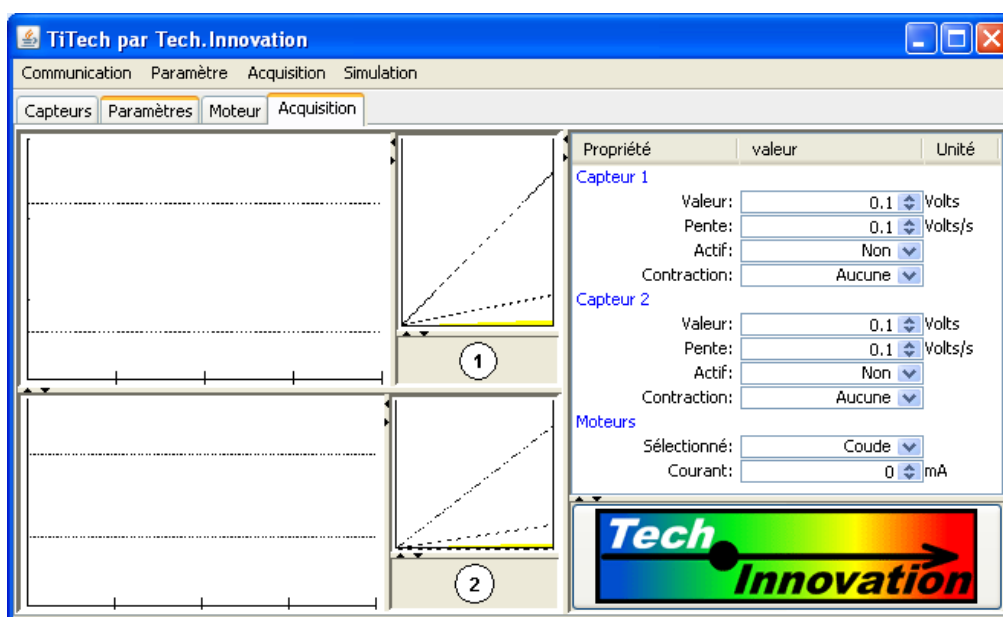 TiTech par Tech.Innovation
Communication Paramètre Acquisition Simulation
Capteurs Paramètres Moteur Acquisition
Propriété valeur Unité
Capteur 1
Valeur: 0.1 Volts
Pente: 0.1 Volts/s
Actif: Non
Contraction: Aucune
1
Capteur 2
Valeur: 0.1 Volts
Pente: 0.1 Volts/s
Actif: Non
Contraction: Aucune
Moteurs
Sélectionné: Coude
Courant: 0 mA
2
Tech
Innovation